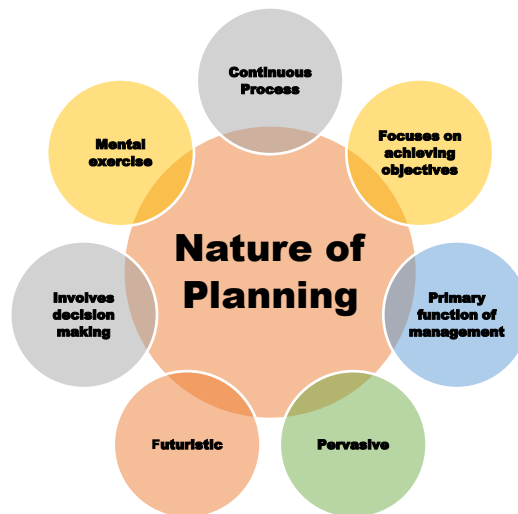 Continuous
Process
Focuses on
achieving
objectives
Primary
function of
management
Pervasive
Futuristic
Involves
decision
making
Mental
exercise
Nature of
Planning